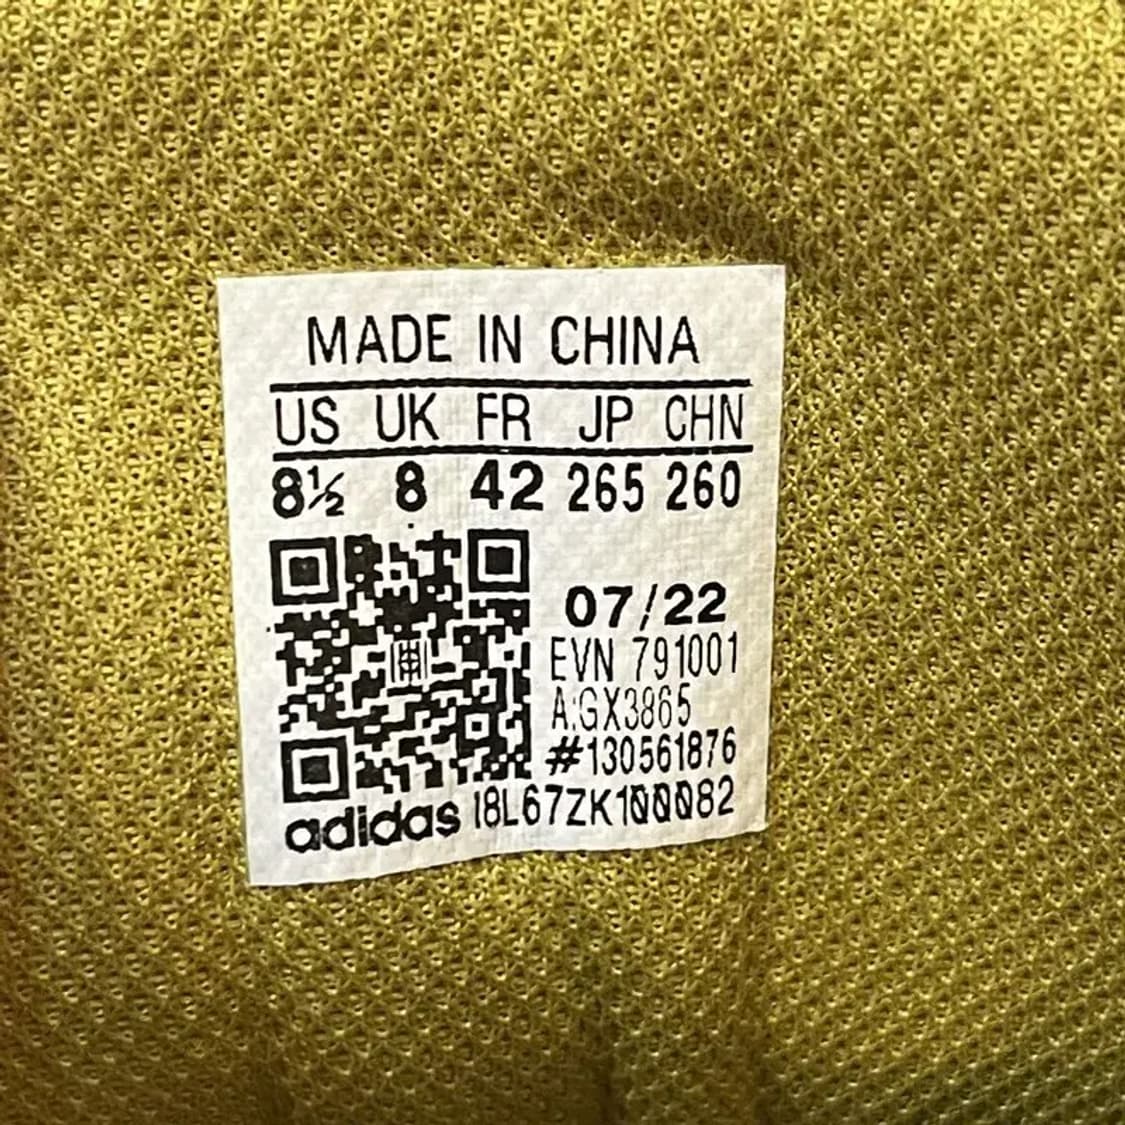 MADE IN CHINA
US UK FR JP CHN
8½ 8 42 265 260
07/22
EVN 791001
A:GX3865
#130561876
adidas 18L67ZK100082